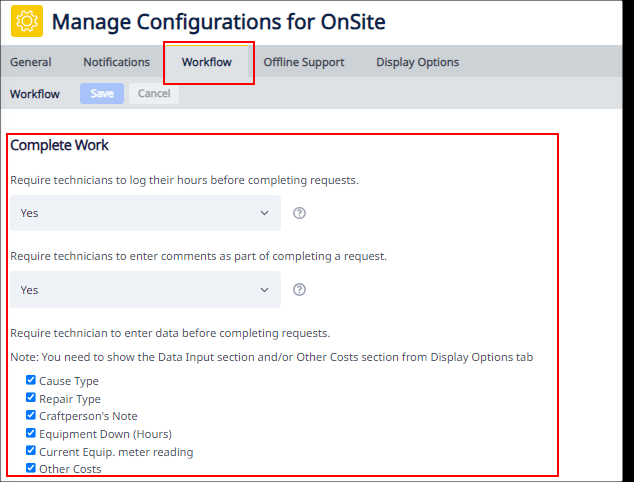 Manage Configurations for OnSite
General Notifications Workflow Offline Support Display Options
Workflow Save Cancel
Complete Work
Require technicians to log their hours before completing requests.
Yes
Require technicians to enter comments as part of completing a request.
Yes
Require technician to enter data before completing requests.
Note: You need to show the Data Input section and/or Other Costs section from Display Options tab
Cause Type
Repair Type
Craftperson's Note
Equipment Down (Hours)
Current Equip. meter reading
Other Costs